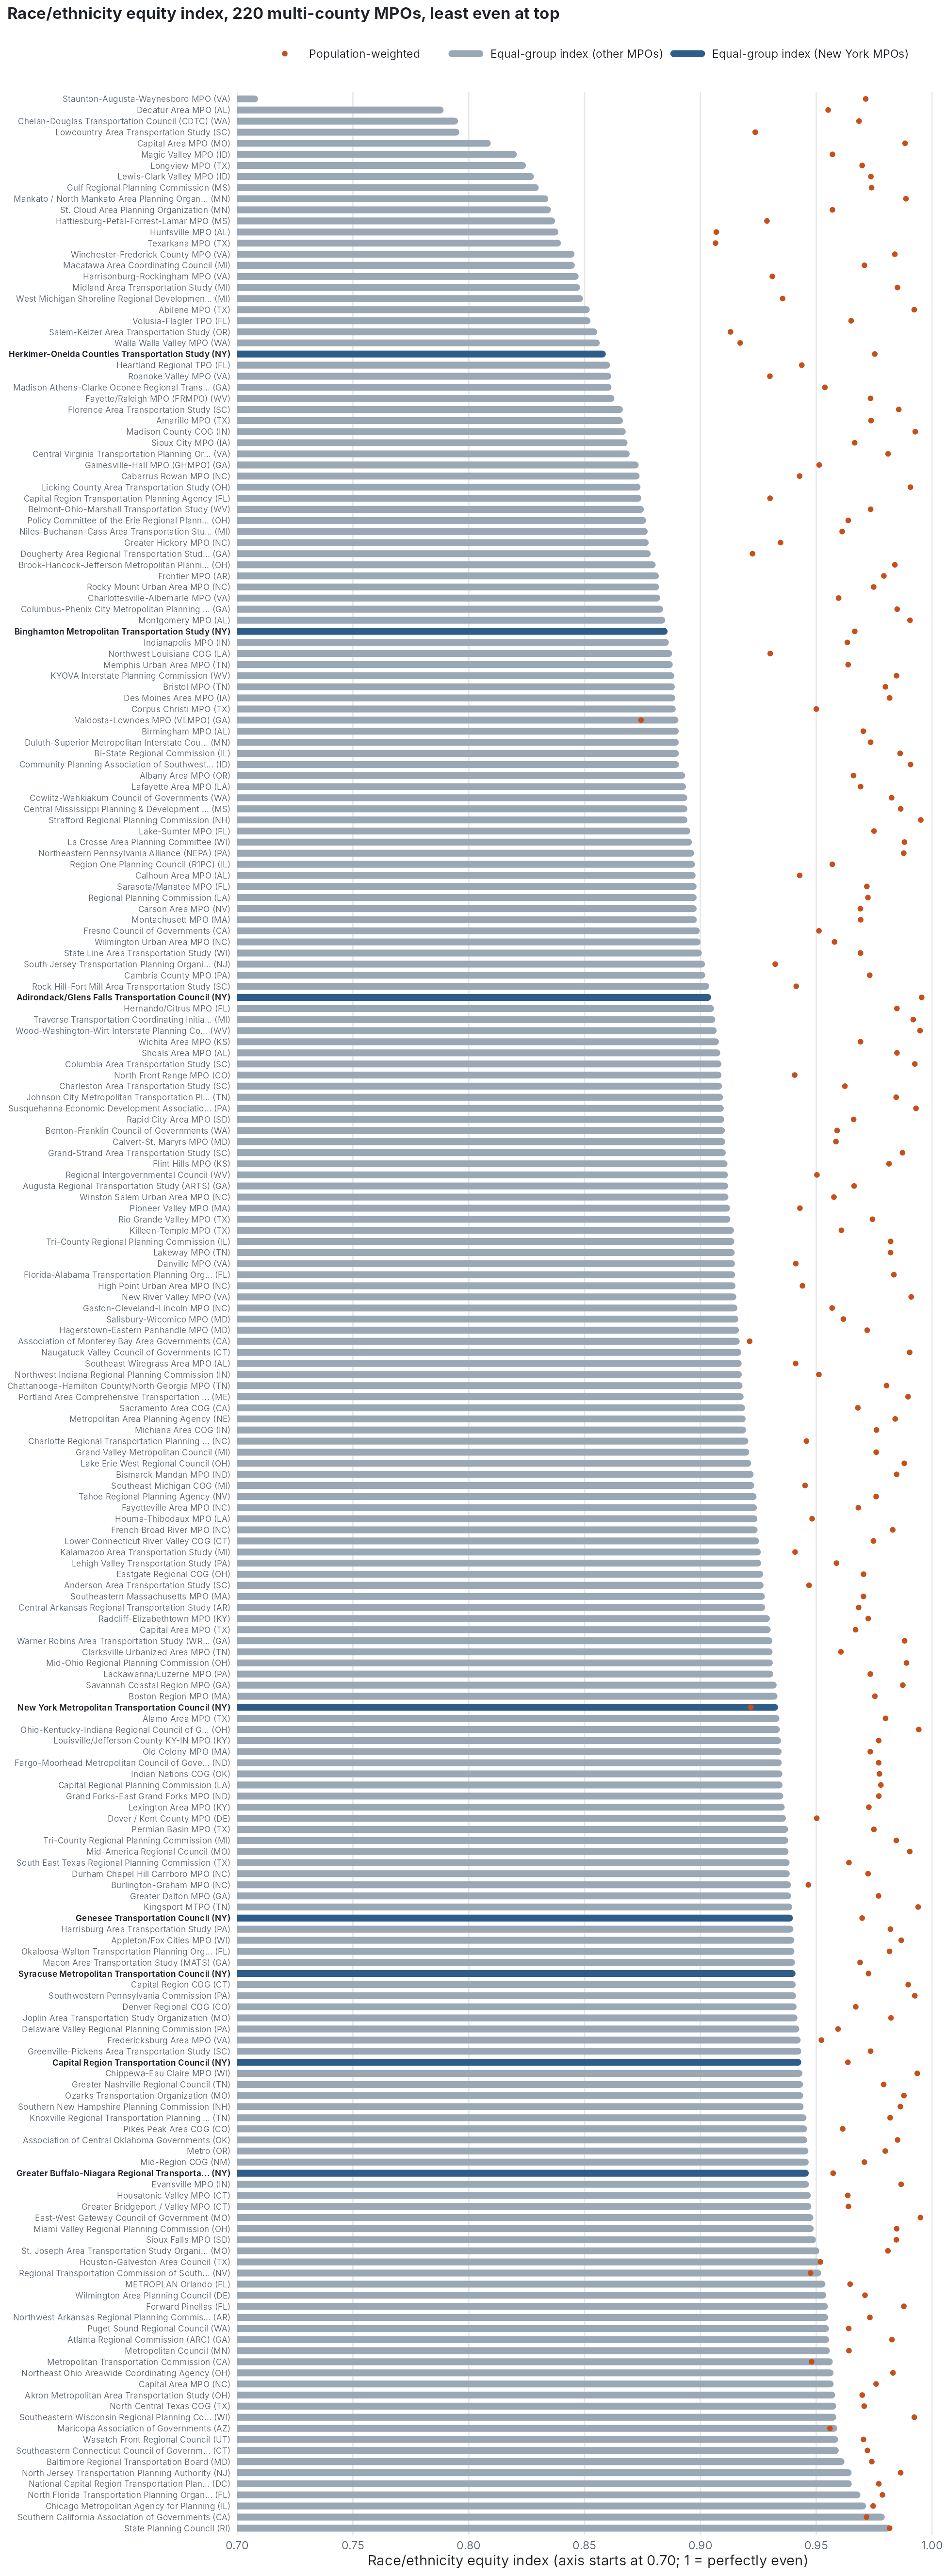 Race/ethnicity equity index, 220 multi-county MPOs, least even at top
Population-weighted
Equal-group index (other MPOs)
Equal-group index (New York MPOs)
Staunton-Augusta-Waynesboro MPO (VA)
Decatur Area MPO (AL)
Chelan-Douglas Transportation Council (CDTC) (WA)
Lowcountry Area Transportation Study (SC)
Capital Area MPO (MO)
Magic Valley MPO (ID)
Longview MPO (TX)
Lewis-Clark Valley MPO (ID)
Gulf Regional Planning Commission (MS)
Mankato / North Mankato Area Planning Organ... (MN)
St. Cloud Area Planning Organization (MN)
Hattiesburg-Petal-Forrest-Lamar MPO (MS)
Huntsville MPO (AL)
Texarkana MPO (TX)
Winchester-Frederick County MPO (VA)
Macatawa Area Coordinating Council (MI)
Harrisonburg-Rockingham MPO (VA)
Midland Area Transportation Study (MI)
West Michigan Shoreline Regional Developmen... (MI)
Abilene MPO (TX)
Volusia-Flagler TPO (FL)
Salem-Keizer Area Transportation Study (OR)
Walla Walla Valley MPO (WA)
Herkimer-Oneida Counties Transportation Study (NY)
Heartland Regional TPO (FL)
Roanoke Valley MPO (VA)
Madison Athens-Clarke Oconee Regional Trans... (GA)
Fayette/Raleigh MPO (FRMPO) (WV)
Florence Area Transportation Study (SC)
Amarillo MPO (TX)
Madison County COG (IN)
Sioux City MPO (IA)
Central Virginia Transportation Planning Or... (VA)
Gainesville-Hall MPO (GHMPO) (GA)
Cabarrus Rowan MPO (NC)
Licking County Area Transportation Study (OH)
Capital Region Transportation Planning Agency (FL)
Belmont-Ohio-Marshall Transportation Study (WV)
Policy Committee of the Erie Regional Plann... (OH)
Niles-Buchanan-Cass Area Transportation Stu... (MI)
Greater Hickory MPO (NC)
Dougherty Area Regional Transportation Stud... (GA)
Brook-Hancock-Jefferson Metropolitan Planni... (OH)
Frontier MPO (AR)
Rocky Mount Urban Area MPO (NC)
Charlottesville-Albemarle MPO (VA)
Columbus-Phenix City Metropolitan Planning ... (GA)
Montgomery MPO (AL)
Binghamton Metropolitan Transportation Study (NY)
Indianapolis MPO (IN)
Northwest Louisiana COG (LA)
Memphis Urban Area MPO (TN)
KYOVA Interstate Planning Commission (WV)
Bristol MPO (TN)
Des Moines Area MPO (IA)
Corpus Christi MPO (TX)
Valdosta-Lowndes MPO (VLMPO) (GA)
Birmingham MPO (AL)
Duluth-Superior Metropolitan Interstate Cou... (MN)
Bi-State Regional Commission (IL)
Community Planning Association of Southwest... (ID)
Albany Area MPO (OR)
Lafayette Area MPO (LA)
Cowlitz-Wahkiakum Council of Governments (WA)
Central Mississippi Planning & Development ... (MS)
Strafford Regional Planning Commission (NH)
Lake-Sumter MPO (FL)
La Crosse Area Planning Committee (WI)
Northeastern Pennsylvania Alliance (NEPA) (PA)
Region One Planning Council (R1PC) (IL)
Calhoun Area MPO (AL)
Sarasota/Manatee MPO (FL)
Regional Planning Commission (LA)
Carson Area MPO (NV)
Montachusett MPO (MA)
Fresno Council of Governments (CA)
Wilmington Urban Area MPO (NC)
State Line Area Transportation Study (WI)
South Jersey Transportation Planning Organi... (NJ)
Cambria County MPO (PA)
Rock Hill-Fort Mill Area Transportation Study (SC)
Adirondack/Glens Falls Transportation Council (NY)
Hernando/Citrus MPO (FL)
Traverse Transportation Coordinating Initia... (MI)
Wood-Washington-Wirt Interstate Planning Co... (WV)
Wichita Area MPO (KS)
Shoals Area MPO (AL)
Columbia Area Transportation Study (SC)
North Front Range MPO (CO)
Charleston Area Transportation Study (SC)
Johnson City Metropolitan Transportation Pl... (TN)
Susquehanna Economic Development Associatio... (PA)
Rapid City Area MPO (SD)
Benton-Franklin Council of Governments (WA)
Calvert-St. Maryrs MPO (MD)
Grand-Strand Area Transportation Study (SC)
Flint Hills MPO (KS)
Regional Intergovernmental Council (WV)
Augusta Regional Transportation Study (ARTS) (GA)
Winston Salem Urban Area MPO (NC)
Pioneer Valley MPO (MA)
Rio Grande Valley MPO (TX)
Killeen-Temple MPO (TX)
Tri-County Regional Planning Commission (IL)
Lakeway MPO (TN)
Danville MPO (VA)
Florida-Alabama Transportation Planning Org... (FL)
High Point Urban Area MPO (NC)
New River Valley MPO (VA)
Gaston-Cleveland-Lincoln MPO (NC)
Salisbury-Wicomico MPO (MD)
Hagerstown-Eastern Panhandle MPO (MD)
Association of Monterey Bay Area Governments (CA)
Naugatuck Valley Council of Governments (CT)
Southeast Wiregrass Area MPO (AL)
Northwest Indiana Regional Planning Commission (IN)
Chattanooga-Hamilton County/North Georgia MPO (TN)
Portland Area Comprehensive Transportation ... (ME)
Sacramento Area COG (CA)
Metropolitan Area Planning Agency (NE)
Michiana Area COG (IN)
Charlotte Regional Transportation Planning ... (NC)
Grand Valley Metropolitan Council (MI)
Lake Erie West Regional Council (OH)
Bismarck Mandan MPO (ND)
Southeast Michigan COG (MI)
Tahoe Regional Planning Agency (NV)
Fayetteville Area MPO (NC)
Houma-Thibodaux MPO (LA)
French Broad River MPO (NC)
Lower Connecticut River Valley COG (CT)
Kalamazoo Area Transportation Study (MI)
Lehigh Valley Transportation Study (PA)
Eastgate Regional COG (OH)
Anderson Area Transportation Study (SC)
Southeastern Massachusetts MPO (MA)
Central Arkansas Regional Transportation Study (AR)
Radcliff-Elizabethtown MPO (KY)
Capital Area MPO (TX)
Warner Robins Area Transportation Study (WR... (GA)
Clarksville Urbanized Area MPO (TN)
Mid-Ohio Regional Planning Commission (OH)
Lackawanna/Luzerne MPO (PA)
Savannah Coastal Region MPO (GA)
Boston Region MPO (MA)
New York Metropolitan Transportation Council (NY)
Alamo Area MPO (TX)
Ohio-Kentucky-Indiana Regional Council of G... (OH)
Louisville/Jefferson County KY-IN MPO (KY)
Old Colony MPO (MA)
Fargo-Moorhead Metropolitan Council of Gove... (ND)
Indian Nations COG (OK)
Capital Regional Planning Commission (LA)
Grand Forks-East Grand Forks MPO (ND)
Lexington Area MPO (KY)
Dover / Kent County MPO (DE)
Permian Basin MPO (TX)
Tri-County Regional Planning Commission (MI)
Mid-America Regional Council (MO)
South East Texas Regional Planning Commission (TX)
Durham Chapel Hill Carrboro MPO (NC)
Burlington-Graham MPO (NC)
Greater Dalton MPO (GA)
Kingsport MTPO (TN)
Genesee Transportation Council (NY)
Harrisburg Area Transportation Study (PA)
Appleton/Fox Cities MPO (WI)
Okaloosa-Walton Transportation Planning Org... (FL)
Macon Area Transportation Study (MATS) (GA)
Syracuse Metropolitan Transportation Council (NY)
Capital Region COG (CT)
Southwestern Pennsylvania Commission (PA)
Denver Regional COG (CO)
Joplin Area Transportation Study Organization (MO)
Delaware Valley Regional Planning Commission (PA)
Fredericksburg Area MPO (VA)
Greenville-Pickens Area Transportation Study (SC)
Capital Region Transportation Council (NY)
Chippewa-Eau Claire MPO (WI)
Greater Nashville Regional Council (TN)
Ozarks Transportation Organization (MO)
Southern New Hampshire Planning Commission (NH)
Knoxville Regional Transportation Planning ... (TN)
Pikes Peak Area COG (CO)
Association of Central Oklahoma Governments (OK)
Metro (OR)
Mid-Region COG (NM)
Greater Buffalo-Niagara Regional Transporta... (NY)
Evansville MPO (IN)
Housatonic Valley MPO (CT)
Greater Bridgeport / Valley MPO (CT)
East-West Gateway Council of Government (MO)
Miami Valley Regional Planning Commission (OH)
Sioux Falls MPO (SD)
St. Joseph Area Transportation Study Organi... (MO)
Houston-Galveston Area Council (TX)
Regional Transportation Commission of South... (NV)
METROPLAN Orlando (FL)
Wilmington Area Planning Council (DE)
Forward Pinellas (FL)
Northwest Arkansas Regional Planning Commis... (AR)
Puget Sound Regional Council (WA)
Atlanta Regional Commission (ARC) (GA)
Metropolitan Council (MN)
Metropolitan Transportation Commission (CA)
Northeast Ohio Areawide Coordinating Agency (OH)
Capital Area MPO (NC)
Akron Metropolitan Area Transportation Study (OH)
North Central Texas COG (TX)
Southeastern Wisconsin Regional Planning Co... (WI)
Maricopa Association of Governments (AZ)
Wasatch Front Regional Council (UT)
Southeastern Connecticut Council of Governm... (CT)
Baltimore Regional Transportation Board (MD)
North Jersey Transportation Planning Authority (NJ)
National Capital Region Transportation Plan... (DC)
North Florida Transportation Planning Organ... (FL)
Chicago Metropolitan Agency for Planning (IL)
Southern California Association of Governments (CA)
State Planning Council (RI)
0.70 0.75 0.80 0.85 0.90 0.95 1.00
Race/ethnicity equity index (axis starts at 0.70; 1 = perfectly even)